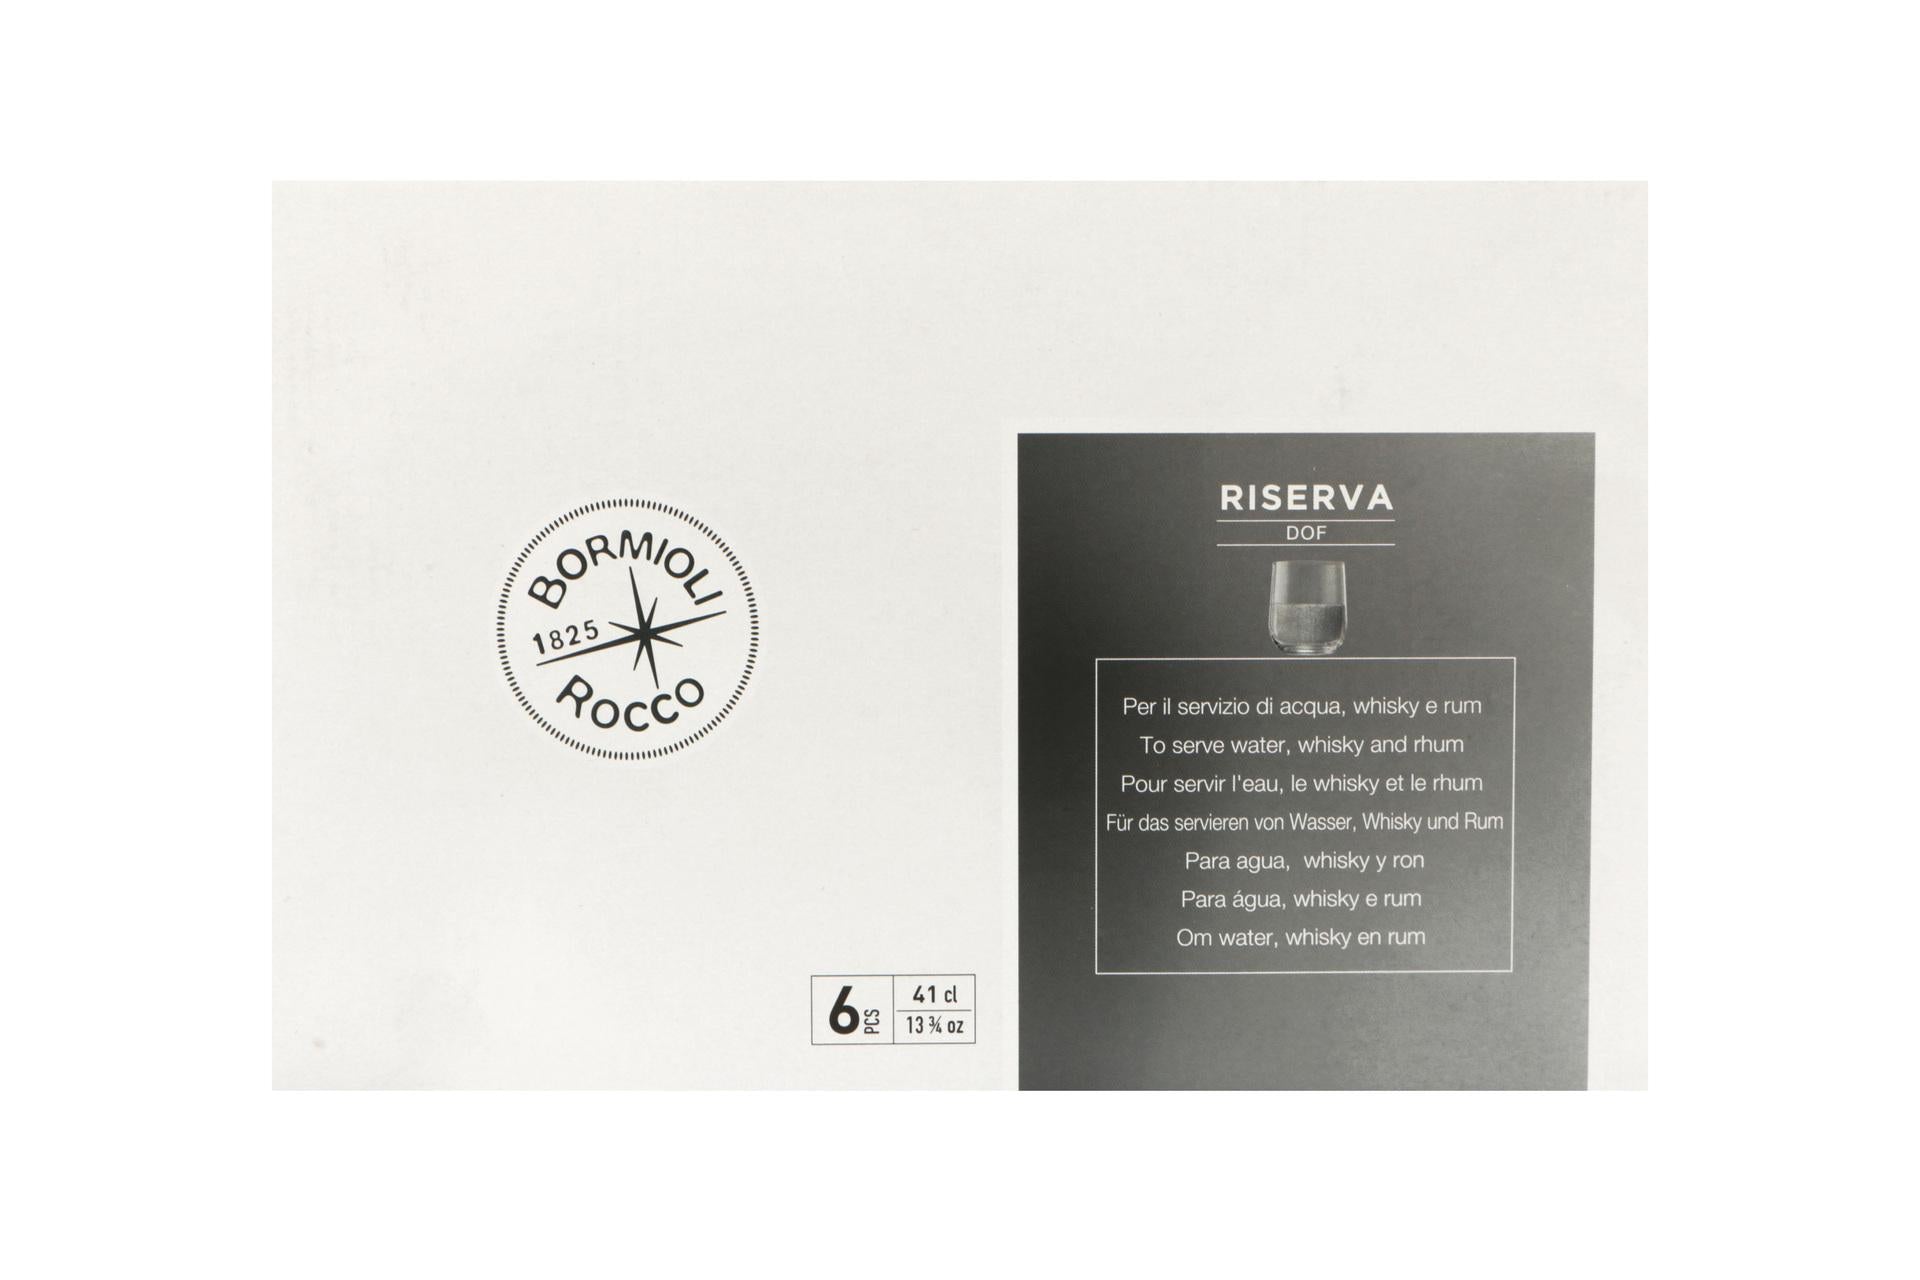 BORMIOLI
1825
ROCCO
6 PCS
41 cl
13 ¾ oz
RISERVA
DOF
Per il servizio di acqua, whisky e rum
To serve water, whisky and rhum
Pour servir l'eau, le whisky et le rhum
Für das servieren von Wasser, Whisky und Rum
Para agua, whisky y ron
Para água, whisky e rum
Om water, whisky en rum